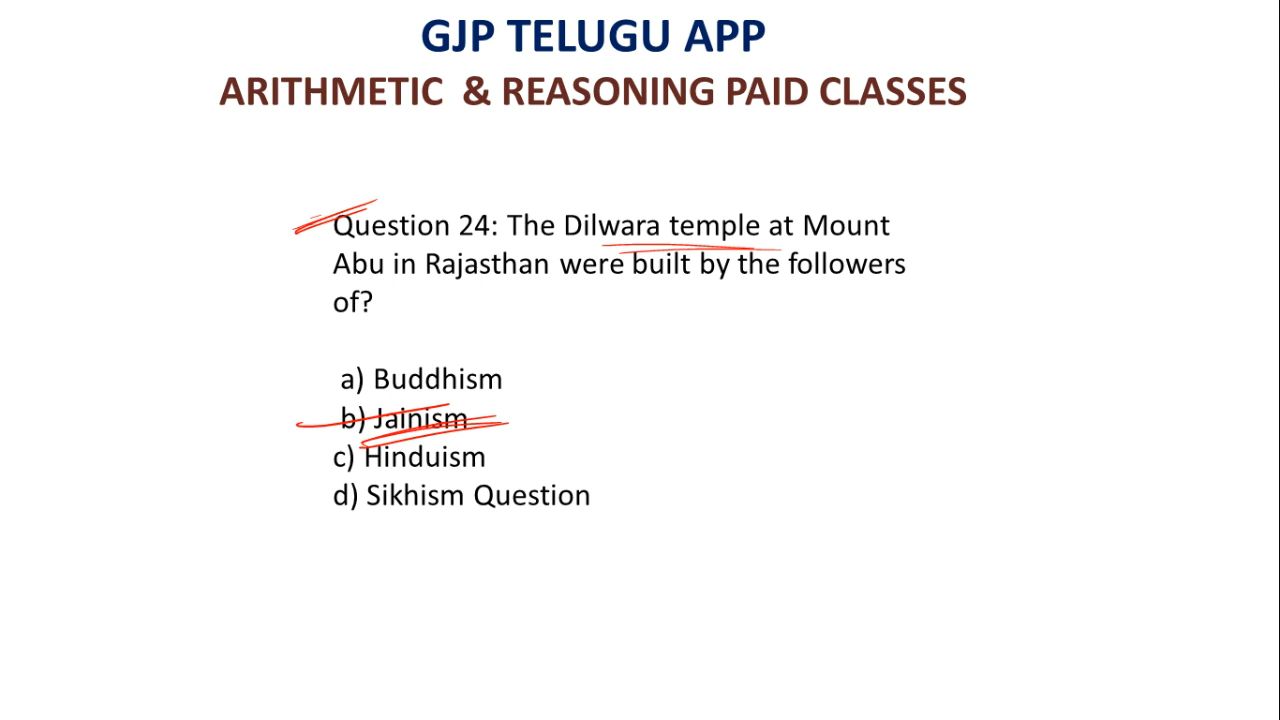 GJP TELUGU APP
ARITHMETIC & REASONING PAID CLASSES
Question 24: The Dilwara temple at Mount
Abu in Rajasthan were built by the followers
of?
a) Buddhism
b) Jainism
c) Hinduism
d) Sikhism Question